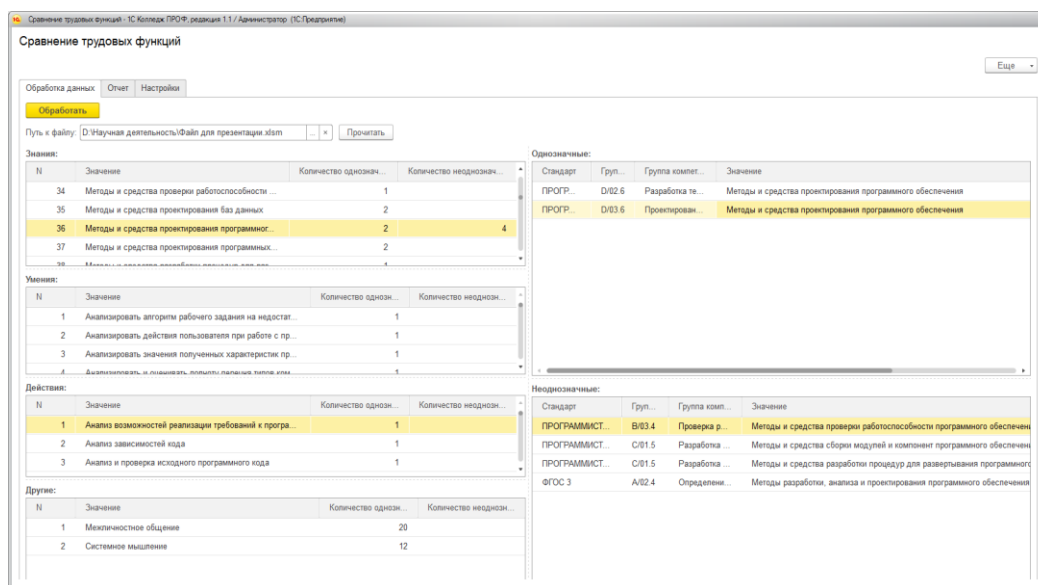 Сравнение трудовых функций - 1С Колледж ПРОФ, редакция 1.1 / Администратор (1С:Предприятие)
Сравнение трудовых функций
Еще
Обработка данных Отчет Настройки
Обработать
Путь к файлу: D:\Научная деятельность\Файл для презентации.xlsm ... × Прочитать
Знания:
N Значение Количество однознач... Количество неоднознач...
34 Методы и средства проверки работоспособности ... 1
35 Методы и средства проектирования баз данных 2
36 Методы и средства проектирования программног... 2 4
37 Методы и средства проектирования программных... 2
Умения:
N Значение Количество однозн... Количество неоднозн...
1 Анализировать алгоритм рабочего задания на недостат... 1
2 Анализировать действия пользователя при работе с пр... 1
3 Анализировать значения полученных характеристик пр... 1
Действия:
N Значение Количество однозн... Количество неоднозн...
1 Анализ возможностей реализации требований к програ... 1
2 Анализ зависимостей кода 1
3 Анализ и проверка исходного программного кода 1
Другие:
N Значение Количество однозн... Количество неоднозн...
1 Межличностное общение 20
2 Системное мышление 12
Однозначные:
Стандарт Груп... Группа компет... Значение
ПРОГР... D/02.6 Разработка те... Методы и средства проектирования программного обеспечения
ПРОГР... D/03.6 Проектирован... Методы и средства проектирования программного обеспечения
Неоднозначные:
Стандарт Груп... Группа комп... Значение
ПРОГРАММИСТ... B/03.4 Проверка р... Методы и средства проверки работоспособности программного обеспечени
ПРОГРАММИСТ... C/01.5 Разработка ... Методы и средства сборки модулей и компонент программного обеспечени
ПРОГРАММИСТ... C/01.5 Разработка ... Методы и средства разработки процедур для развертывания программног
ФГОС 3 A/02.4 Определени... Методы разработки, анализа и проектирования программного обеспечения